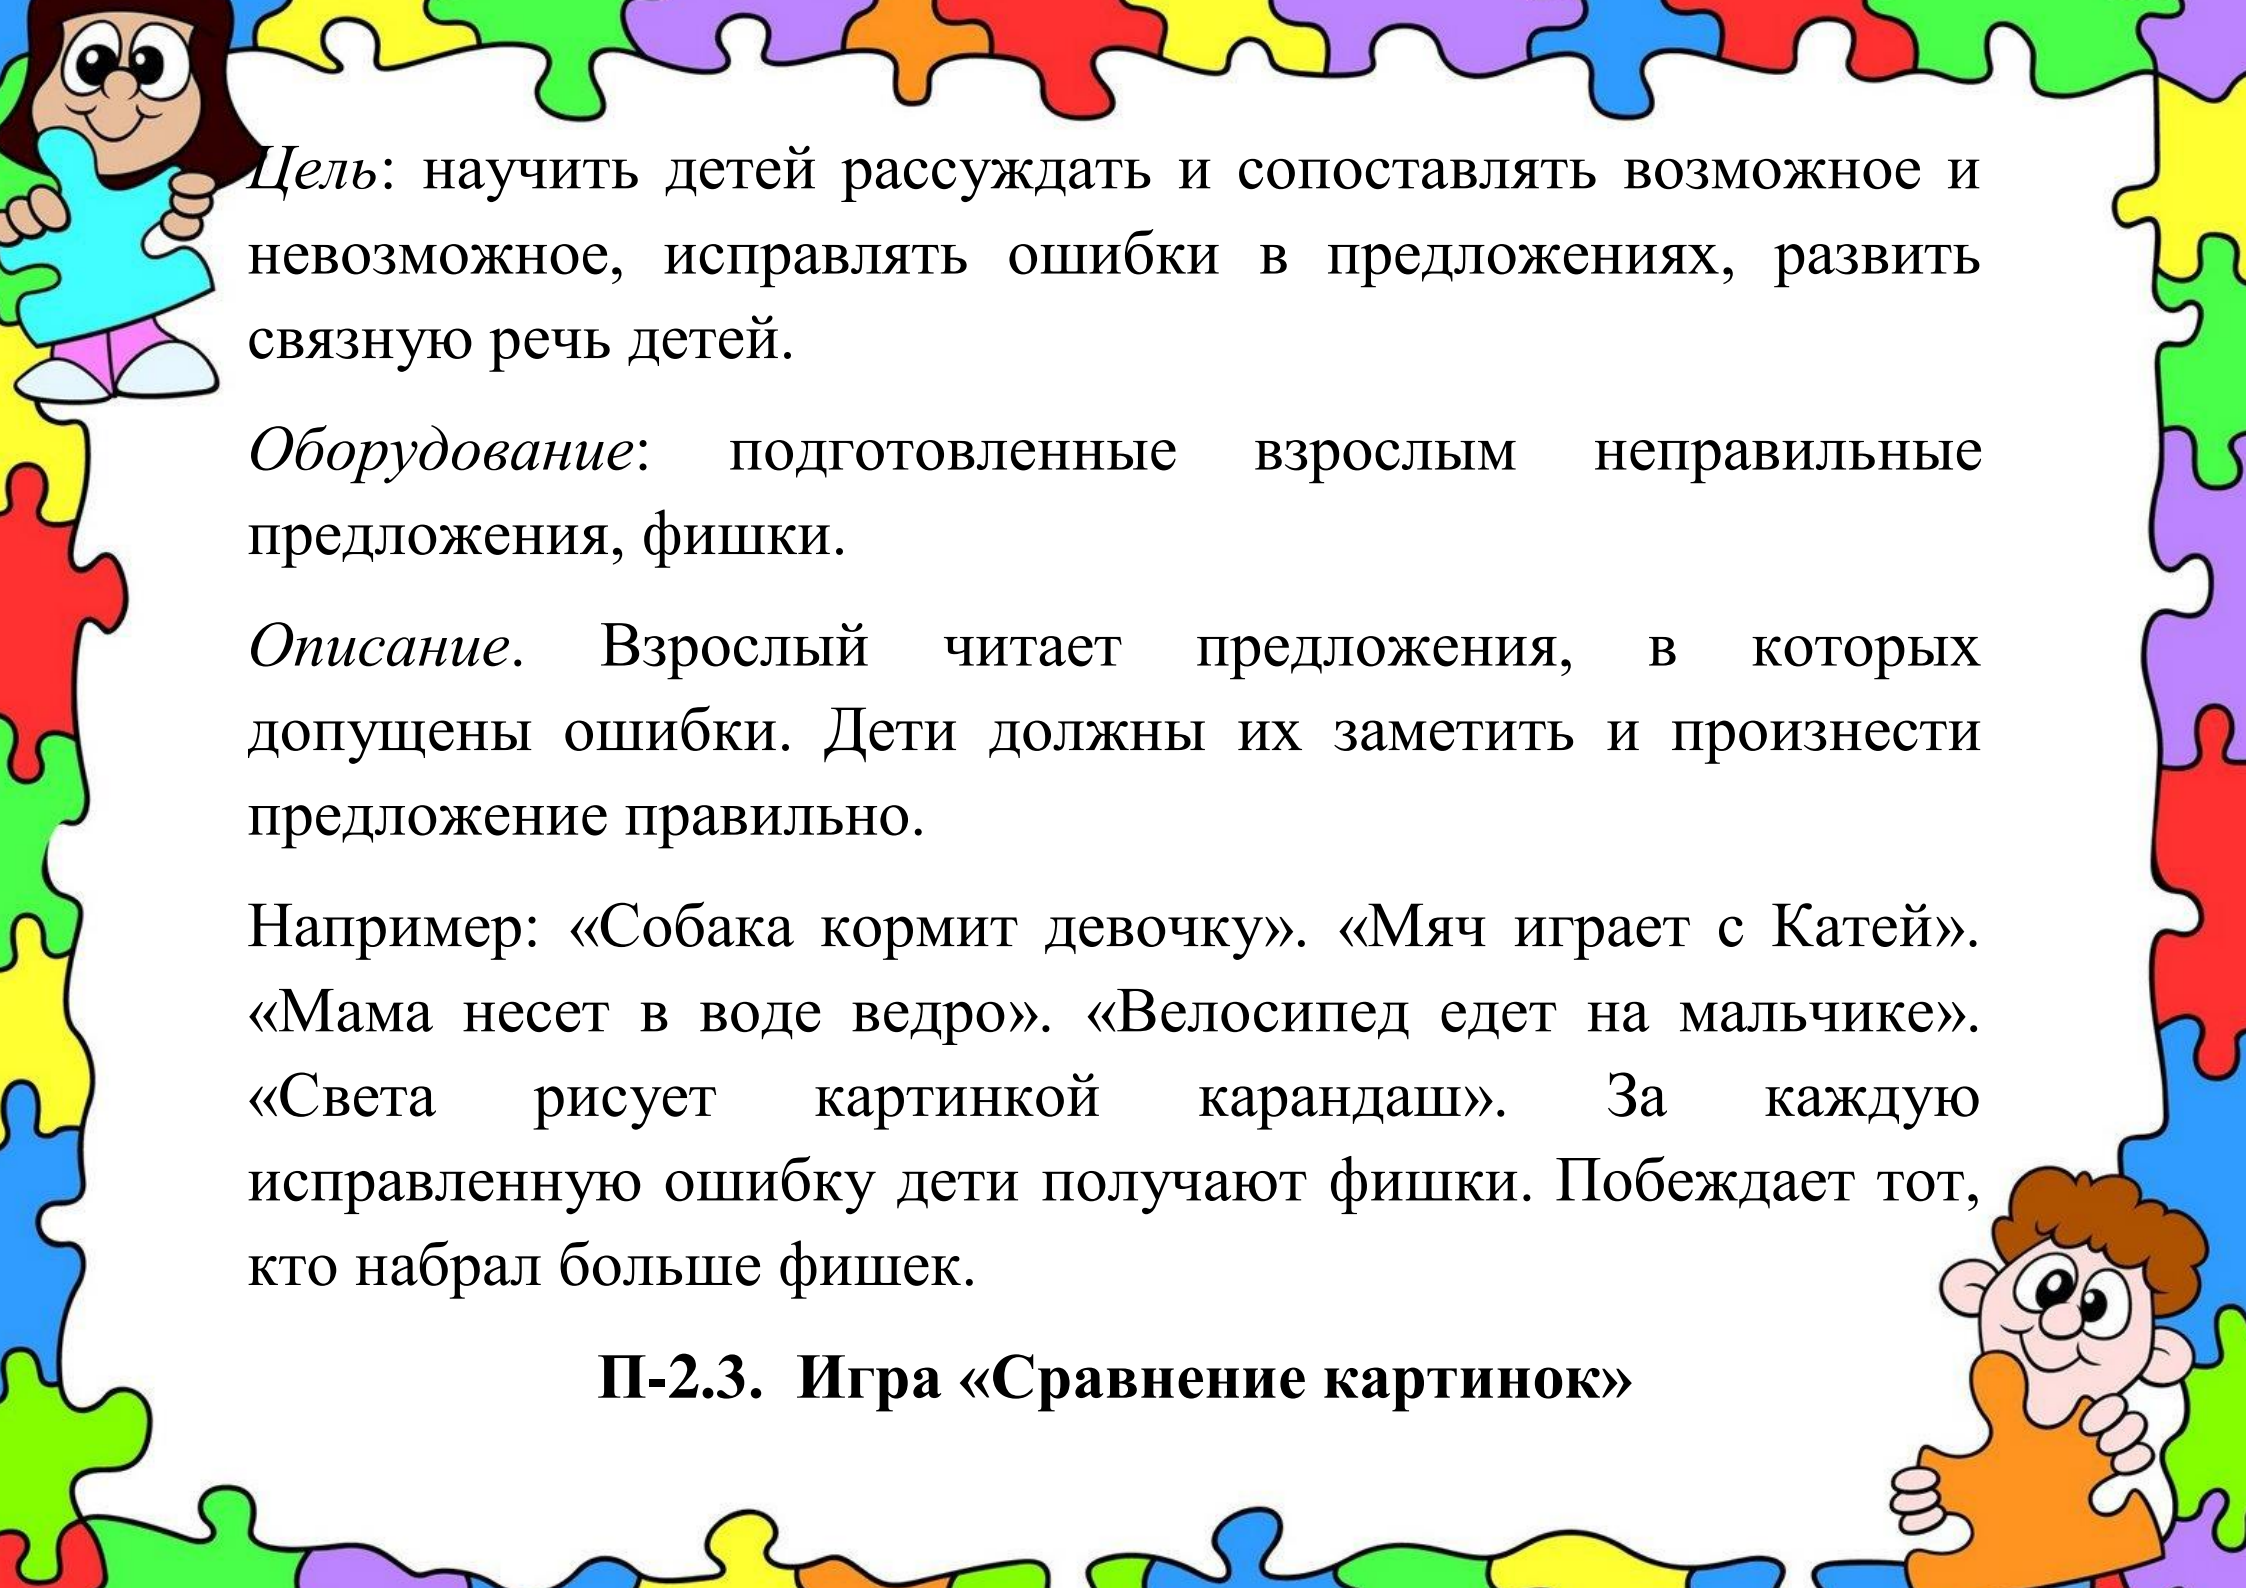 Цель: научить детей рассуждать и сопоставлять возможное и
невозможное, исправлять ошибки в предложениях, развить
связную речь детей.
Оборудование: подготовленные взрослым неправильные
предложения, фишки.
Описание. Взрослый читает предложения, в которых
допущены ошибки. Дети должны их заметить и произнести
предложение правильно.
Например: «Собака кормит девочку». «Мяч играет с Катей».
«Мама несет в воде ведро». «Велосипед едет на мальчике».
«Света рисует картинкой карандаш». За каждую
исправленную ошибку дети получают фишки. Побеждает тот,
кто набрал больше фишек.
П-2.3. Игра «Сравнение картинок»